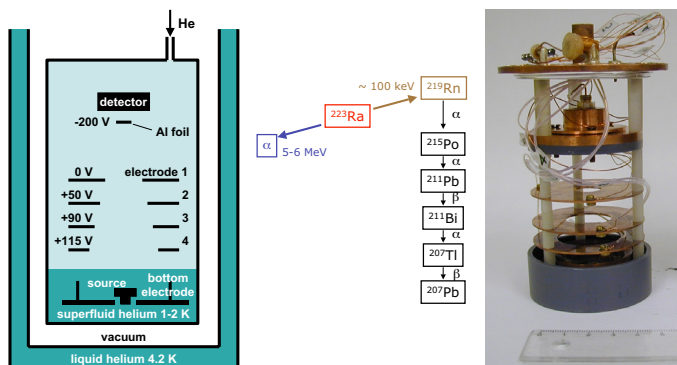 He
detector
-200 V
Al foil
0 V
electrode 1
+50 V
2
+90 V
3
+115 V
4
source
bottom
electrode
superfluid helium 1-2 K
vacuum
liquid helium 4.2 K
~ 100 keV
²¹⁹Rn
²²³Ra
α
5-6 MeV
α
²¹⁵Po
α
²¹¹Pb
β
²¹¹Bi
α
²⁰⁷Tl
β
²⁰⁷Pb